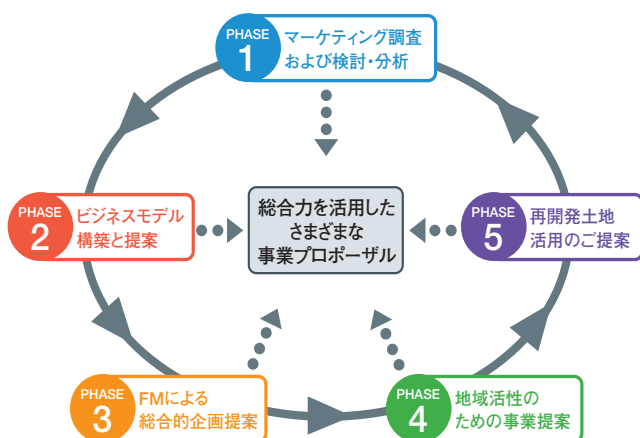 PHASE
1
マーケティング調査
および検討・分析
PHASE
2
ビジネスモデル
構築と提案
総合力を活用した
さまざまな
事業プロポーザル
PHASE
5
再開発土地
活用のご提案
PHASE
3
FMによる
総合的企画提案
PHASE
4
地域活性の
ための事業提案